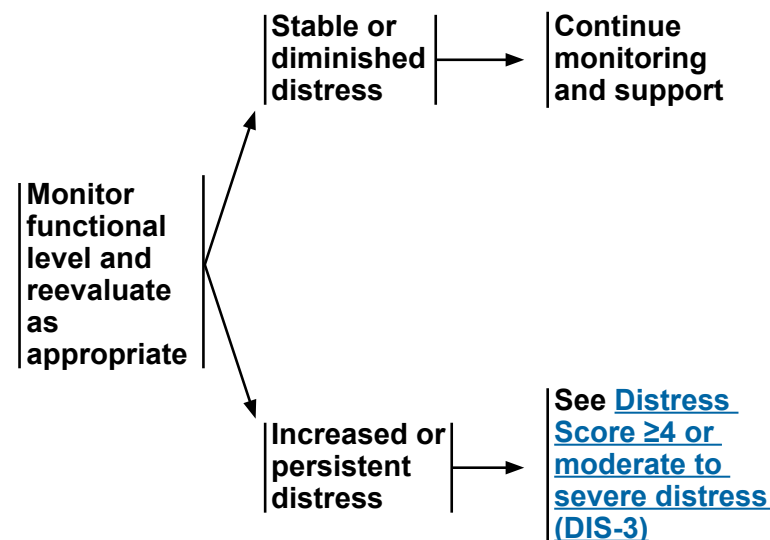 Stable or
diminished
distress
Continue
monitoring
and support
Monitor
functional
level and
reevaluate
as
appropriate
Increased or
persistent
distress
See Distress
Score ≥4 or
moderate to
severe distress
(DIS-3)